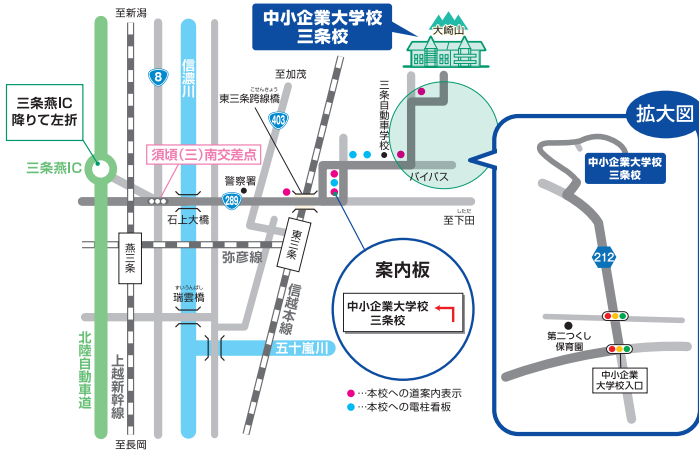 至新潟
中小企業大学校
三条校
大崎山
8
信濃川
至加茂
こせんきょう
東三条跨線橋
403
三条自動車学校
拡大図
三条燕IC
降りて左折
須頃(三)南交差点
三条燕IC
警察署
289
バイパス
石上大橋
しただ
至下田
燕三条
弥彦線
東三条
ずいうんばし
瑞雲橋
信越本線
案内板
中小企業大学校
三条校
五十嵐川
北陸自動車道
上越新幹線
至長岡
●…本校への道案内表示
●…本校への電柱看板
中小企業大学校
三条校
212
第二つくし
保育園
中小企業
大学校入口